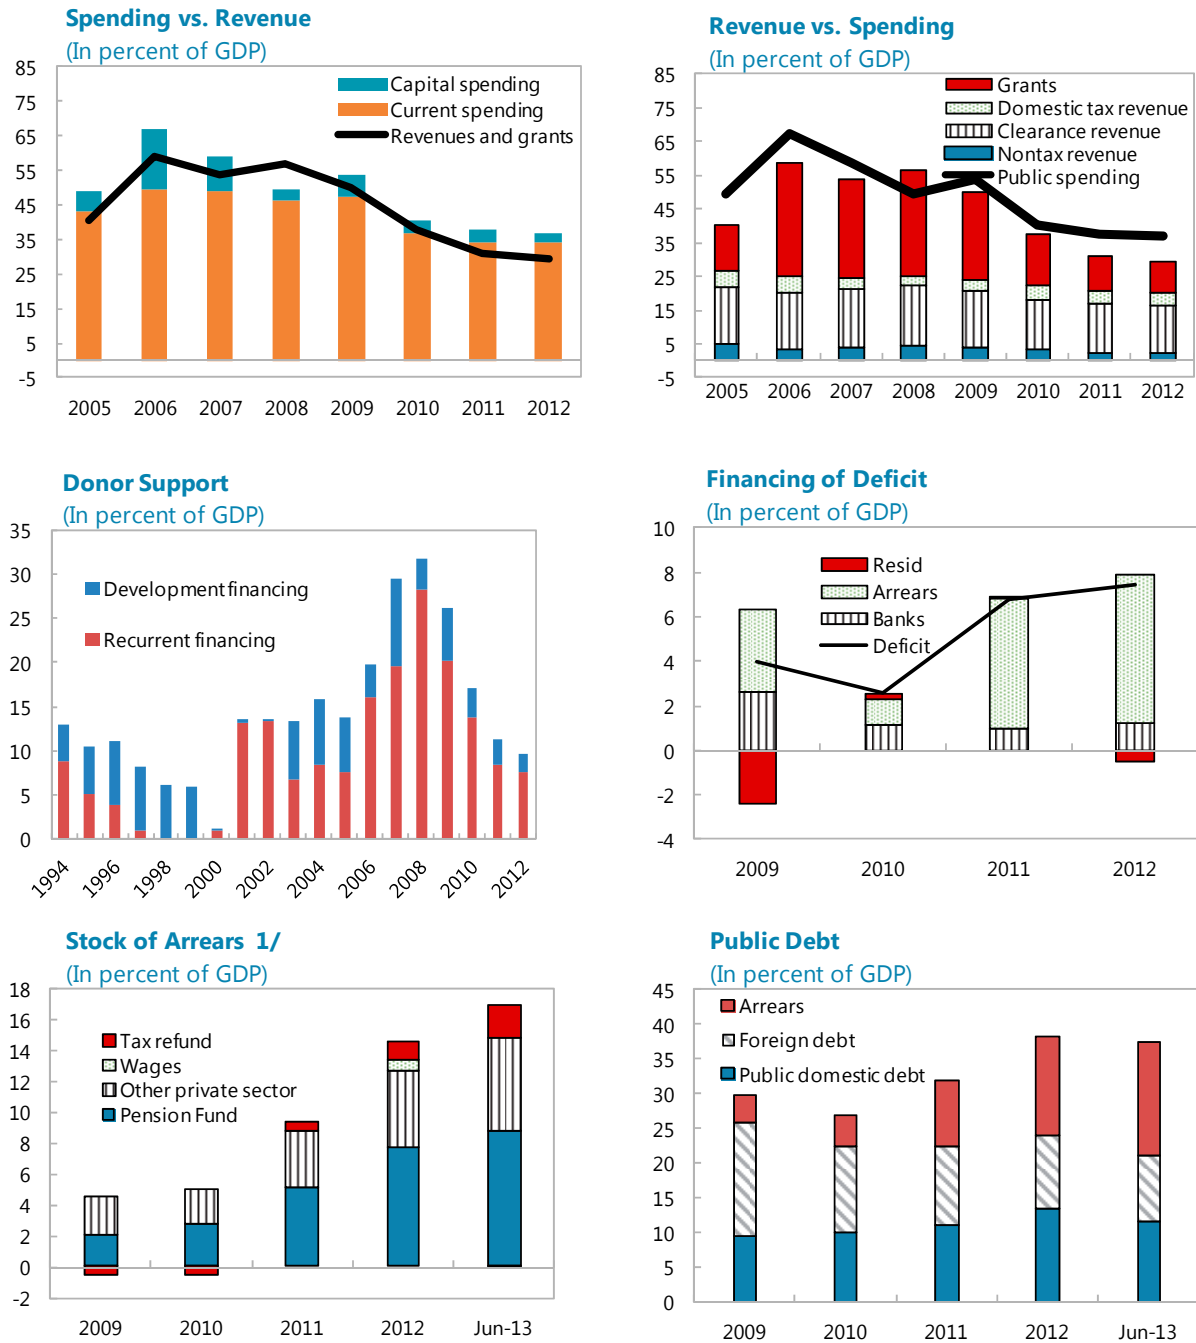 Spending vs. Revenue
(In percent of GDP)
85
75
65
55
45
35
25
15
5
-5
Capital spending
Current spending
Revenues and grants
2005 2006 2007 2008 2009 2010 2011 2012
Revenue vs. Spending
(In percent of GDP)
85
75
65
55
45
35
25
15
5
-5
Grants
Domestic tax revenue
Clearance revenue
Nontax revenue
Public spending
2005 2006 2007 2008 2009 2010 2011 2012
Donor Support
(In percent of GDP)
35
30
25
20
15
10
5
0
Development financing
Recurrent financing
1994 1996 1998 2000 2002 2004 2006 2008 2010 2012
Financing of Deficit
(In percent of GDP)
10
8
6
4
2
0
-2
-4
Resid
Arrears
Banks
Deficit
2009 2010 2011 2012
Stock of Arrears 1/
(In percent of GDP)
18
16
14
12
10
8
6
4
2
0
-2
Tax refund
Wages
Other private sector
Pension Fund
2009 2010 2011 2012 Jun-13
Public Debt
(In percent of GDP)
45
40
35
30
25
20
15
10
5
0
Arrears
Foreign debt
Public domestic debt
2009 2010 2011 2012 Jun-13